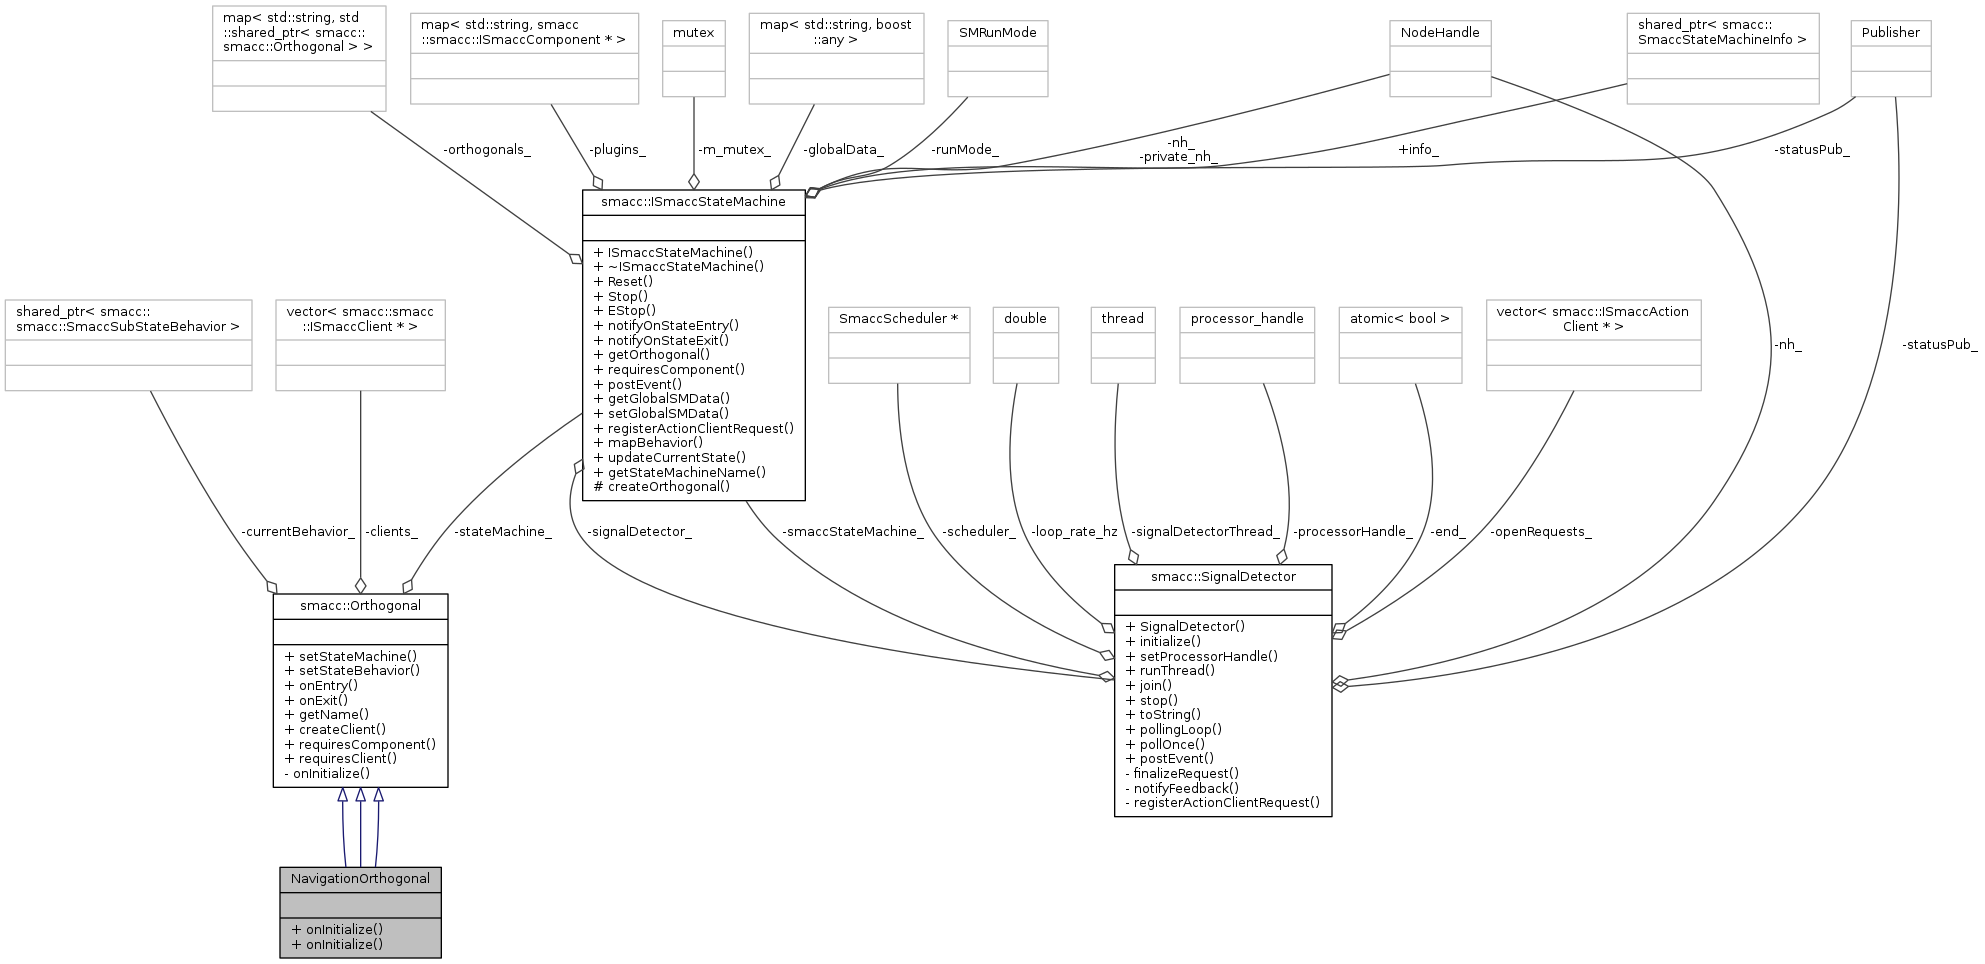 map< std::string, std
::shared_ptr< smacc::
smacc::Orthogonal > >
map< std::string, smacc
::smacc::ISmaccComponent * >
mutex
map< std::string, boost
::any >
SMRunMode
NodeHandle
shared_ptr< smacc::
SmaccStateMachineInfo >
Publisher
-orthogonals_
-plugins_
-m_mutex_
-globalData_
-runMode_
-nh_
-private_nh_
+info_
-statusPub_
smacc::ISmaccStateMachine
+ ISmaccStateMachine()
+ ~ISmaccStateMachine()
+ Reset()
+ Stop()
+ EStop()
+ notifyOnStateEntry()
+ notifyOnStateExit()
+ getOrthogonal()
+ requiresComponent()
+ postEvent()
+ getGlobalSMData()
+ setGlobalSMData()
+ registerActionClientRequest()
+ mapBehavior()
+ updateCurrentState()
+ getStateMachineName()
# createOrthogonal()
shared_ptr< smacc::
smacc::SmaccSubStateBehavior >
vector< smacc::smacc
::ISmaccClient * >
SmaccScheduler *
double
thread
processor_handle
atomic< bool >
vector< smacc::ISmaccAction
Client * >
-nh_
-statusPub_
-currentBehavior_
-clients_
-stateMachine_
-signalDetector_
-smaccStateMachine_
-scheduler_
-loop_rate_hz
-signalDetectorThread_
-processorHandle_
-end_
-openRequests_
smacc::Orthogonal
+ setStateMachine()
+ setStateBehavior()
+ onEntry()
+ onExit()
+ getName()
+ createClient()
+ requiresComponent()
+ requiresClient()
- onInitialize()
smacc::SignalDetector
+ SignalDetector()
+ initialize()
+ setProcessorHandle()
+ runThread()
+ join()
+ stop()
+ toString()
+ pollingLoop()
+ pollOnce()
+ postEvent()
- finalizeRequest()
- notifyFeedback()
- registerActionClientRequest()
NavigationOrthogonal
+ onInitialize()
+ onInitialize()